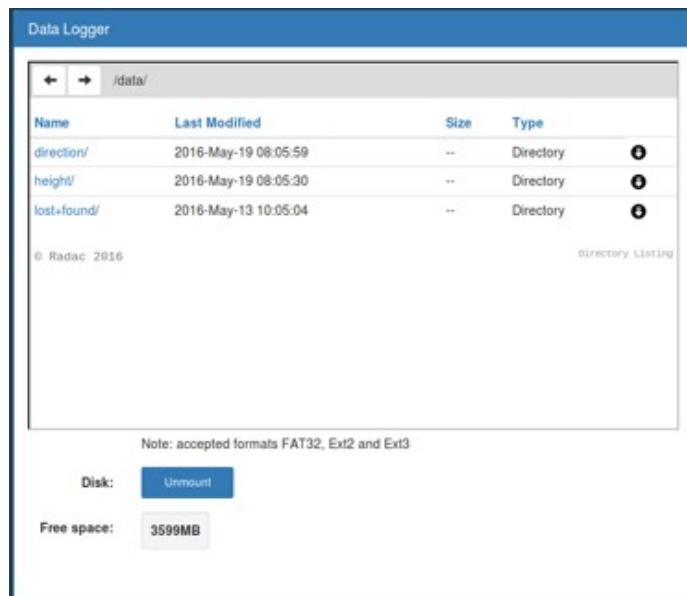 Data Logger
/data/
Name Last Modified Size Type
direction/ 2016-May-19 08:05:59 -- Directory
height/ 2016-May-19 08:05:30 -- Directory
lost+found/ 2016-May-13 10:05:04 -- Directory
© Radac 2016 Directory Listing
Note: accepted formats FAT32, Ext2 and Ext3
Disk: Unmount
Free space: 3599MB